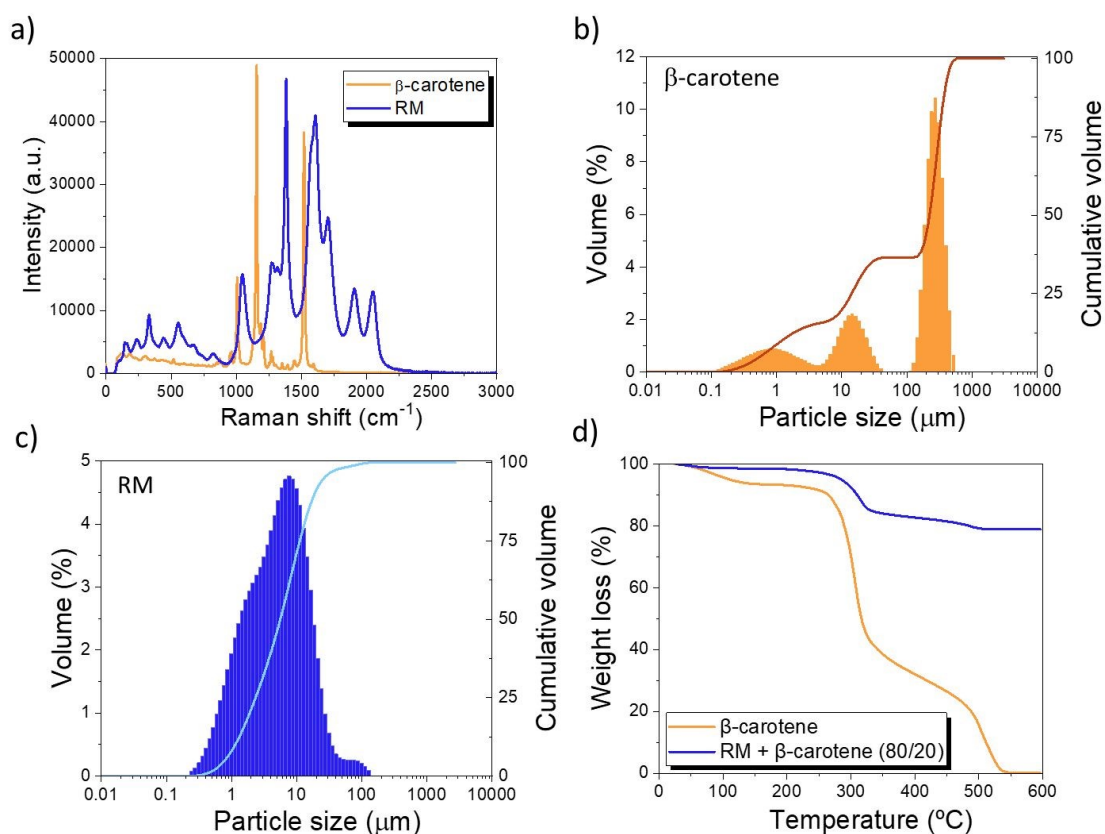 a)
50000
40000
30000
20000
10000
0
Intensity (a.u.)
β-carotene
RM
0 500 1000 1500 2000 2500 3000
Raman shift (cm⁻¹)
b)
β-carotene
12
10
8
6
4
2
0
Volume (%)
100
75
50
25
0
Cumulative volume
0.01 0.1 1 10 100 1000 10000
Particle size (μm)
c)
RM
5
4
3
2
1
0
Volume (%)
100
75
50
25
0
Cumulative volume
0.01 0.1 1 10 100 1000 10000
Particle size (μm)
d)
100
80
60
40
20
0
Weight loss (%)
β-carotene
RM + β-carotene (80/20)
0 100 200 300 400 500 600
Temperature (ºC)